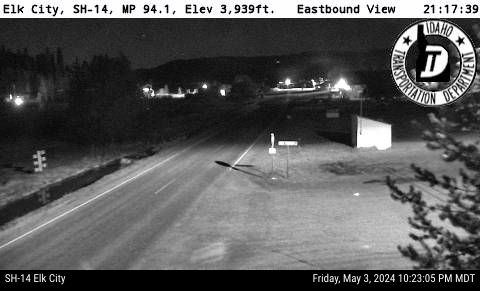 Elk City, SH-14, MP 94.1, Elev 3,939ft. Eastbound View 21:17:39
IDAHO
TRANSPORTATION DEPARTMENT
SH-14 Elk City Friday, May 3, 2024 10:23:05 PM MDT